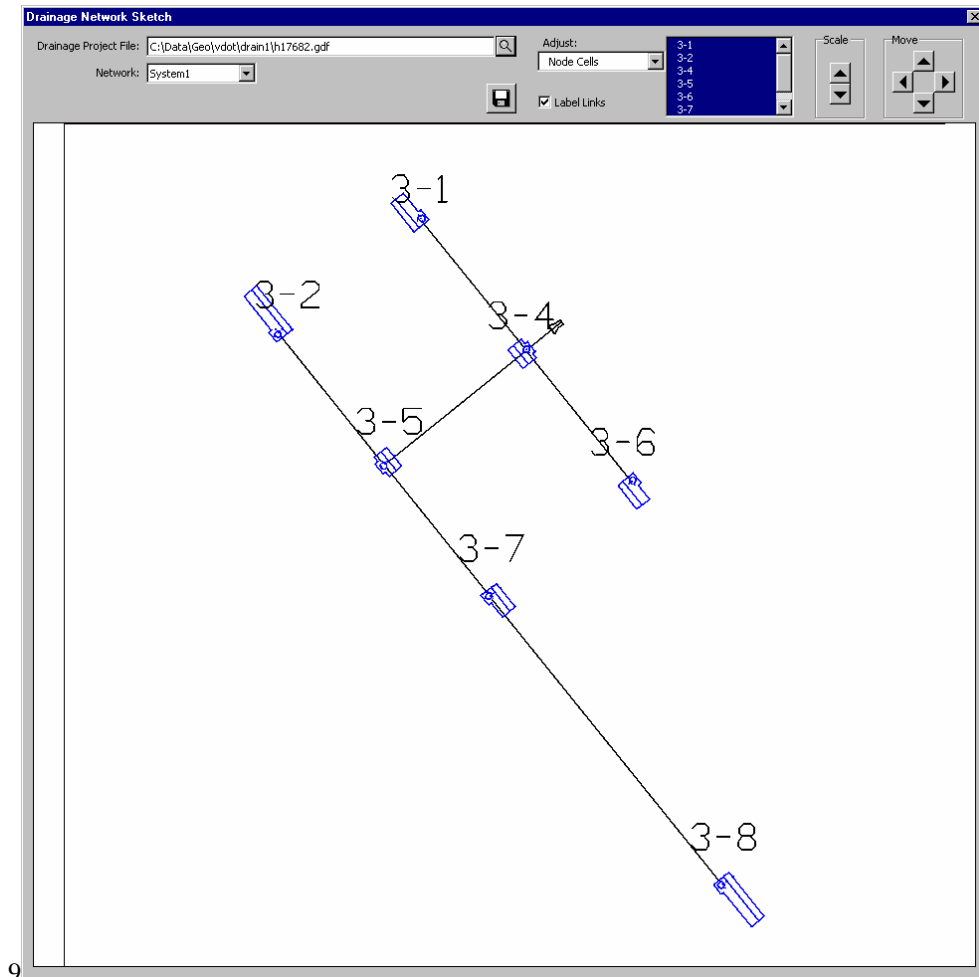 Drainage Network Sketch
Drainage Project File: C:\Data\Geo\vdot\drain1\h17682.gdf
Network: System1
Adjust:
Node Cells
Label Links
3-1
3-2
3-4
3-5
3-6
3-7
Scale
Move
3-1
3-2
3-4
3-5
3-6
3-7
3-8
9